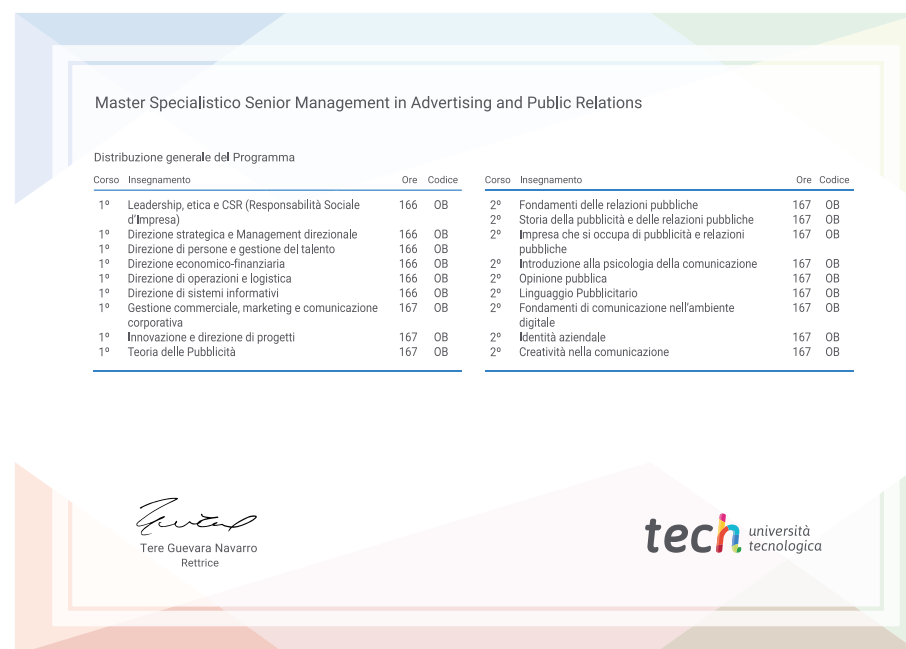 Master Specialistico Senior Management in Advertising and Public Relations
Distribuzione generale del Programma
Corso Insegnamento Ore Codice
1º Leadership, etica e CSR (Responsabilità Sociale 166 OB
d'Impresa)
1º Direzione strategica e Management direzionale 166 OB
1º Direzione di persone e gestione del talento 166 OB
1º Direzione economico-finanziaria 166 OB
1º Direzione di operazioni e logistica 166 OB
1º Direzione di sistemi informativi 166 OB
1º Gestione commerciale, marketing e comunicazione 167 OB
corporativa
1º Innovazione e direzione di progetti 167 OB
1º Teoria delle Pubblicità 167 OB
Corso Insegnamento Ore Codice
2º Fondamenti delle relazioni pubbliche 167 OB
2º Storia della pubblicità e delle relazioni pubbliche 167 OB
2º Impresa che si occupa di pubblicità e relazioni 167 OB
pubbliche
2º Introduzione alla psicologia della comunicazione 167 OB
2º Opinione pubblica 167 OB
2º Linguaggio Pubblicitario 167 OB
2º Fondamenti di comunicazione nell'ambiente 167 OB
digitale
2º Identità aziendale 167 OB
2º Creatività nella comunicazione 167 OB
Tere Guevara Navarro
Rettrice
tech università
tecnologica